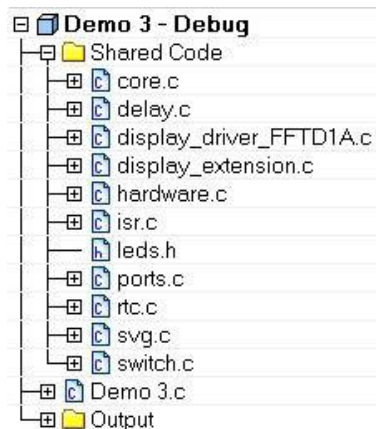 Demo 3 - Debug
Shared Code
core.c
delay.c
display_driver_FFTD1A.c
display_extension.c
hardware.c
isr.c
leds.h
ports.c
rtc.c
svg.c
switch.c
Demo 3.c
Output